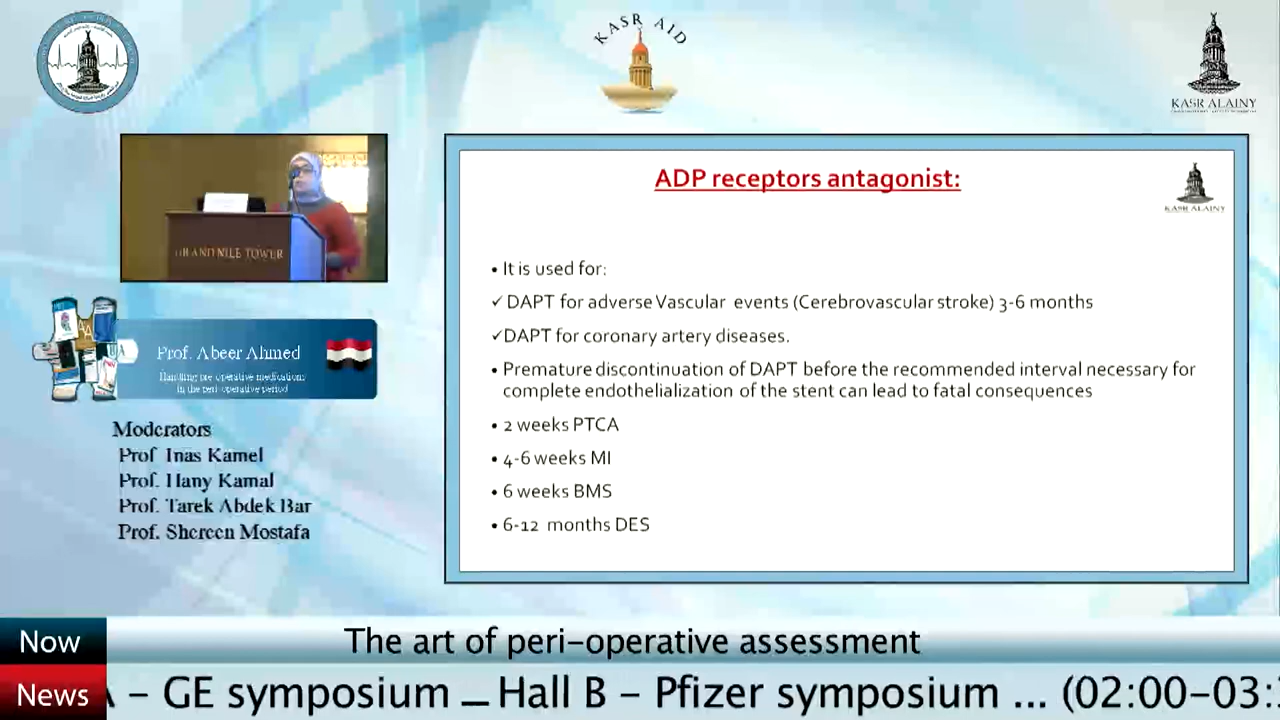 KASR AID
KASR ALAINY
GRAND NILE TOWER
Prof. Abeer Ahmed
Handling pre-operative medications
in the peri-operative period
Moderators
Prof Inas Kamel
Prof. Hany Kamal
Prof. Tarek Abdek Bar
Prof. Shereen Mostafa
ADP receptors antagonist:
KASR ALAINY
• It is used for:
✓ DAPT for adverse Vascular events (Cerebrovascular stroke) 3-6 months
✓DAPT for coronary artery diseases.
• Premature discontinuation of DAPT before the recommended interval necessary for
complete endothelialization of the stent can lead to fatal consequences
• 2 weeks PTCA
• 4-6 weeks MI
• 6 weeks BMS
• 6-12 months DES
Now
The art of peri-operative assessment
News
A - GE symposium _ Hall B - Pfizer symposium ... (02:00-03: